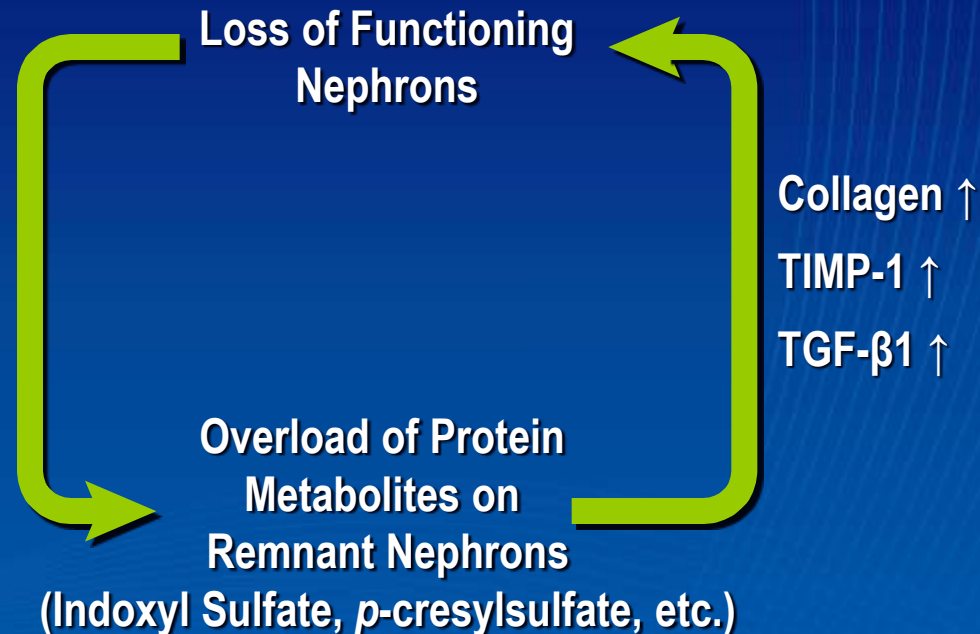 Loss of Functioning
Nephrons
Collagen ↑
TIMP-1 ↑
TGF-β1 ↑
Overload of Protein
Metabolites on
Remnant Nephrons
(Indoxyl Sulfate, p-cresylsulfate, etc.)